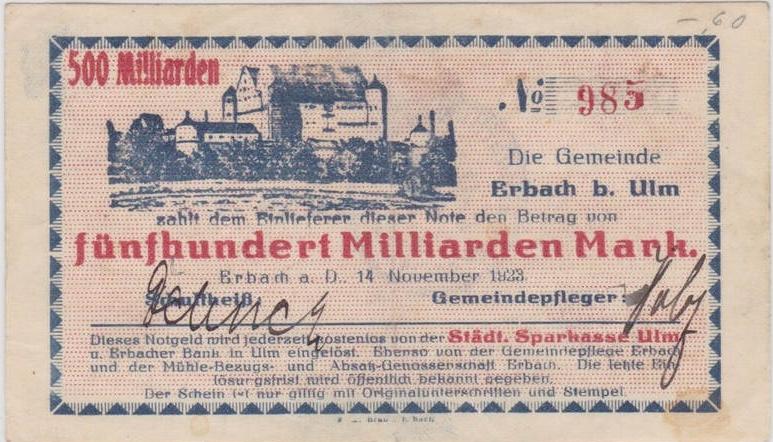 -,60
500 Milliarden
No 985
Die Gemeinde
Erbach b. Ulm
zahlt dem Einlieferer dieser Note den Betrag von
fünfhundert Milliarden Mark.
Erbach a. D., 14 November 1923
Schultheiß Gemeindepfleger:
Dieses Notgeld wird jederzeit kostenlos von der Städt. Sparkasse Ulm
u. Erbacher Bank in Ulm eingelöst. Ebenso von der Gemeindepflege Erbach
und der Mühle-Bezugs- und Absatz-Genossenschaft Erbach. Die letzte Ein
lösungsfrist wird öffentlich bekannt gegeben.
Der Schein ist nur gültig mit Originalunterschriften und Stempel.